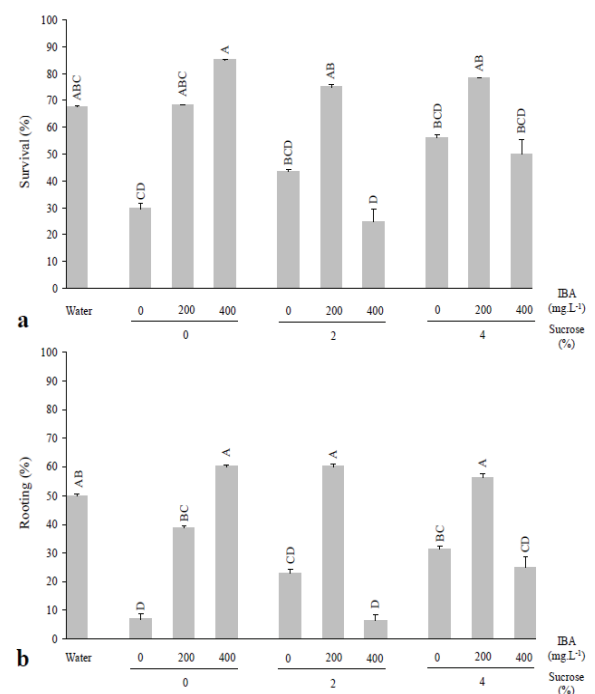 100
90
80
70
60
50
40
30
20
10
0
Survival (%)
ABC
CD
ABC
A
BCD
AB
D
BCD
AB
BCD
Water 0 200 400 0 200 400 0 200 400
IBA
(mg.L⁻¹)
0 2 4
Sucrose
(%)
a
100
90
80
70
60
50
40
30
20
10
0
Rooting (%)
AB
D
BC
A
CD
A
D
BC
A
CD
Water 0 200 400 0 200 400 0 200 400
IBA
(mg.L⁻¹)
0 2 4
Sucrose
(%)
b